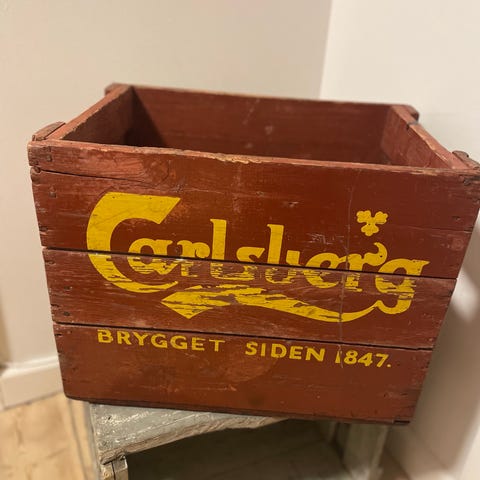 Carlsberg
BRYGGET SIDEN 1847.